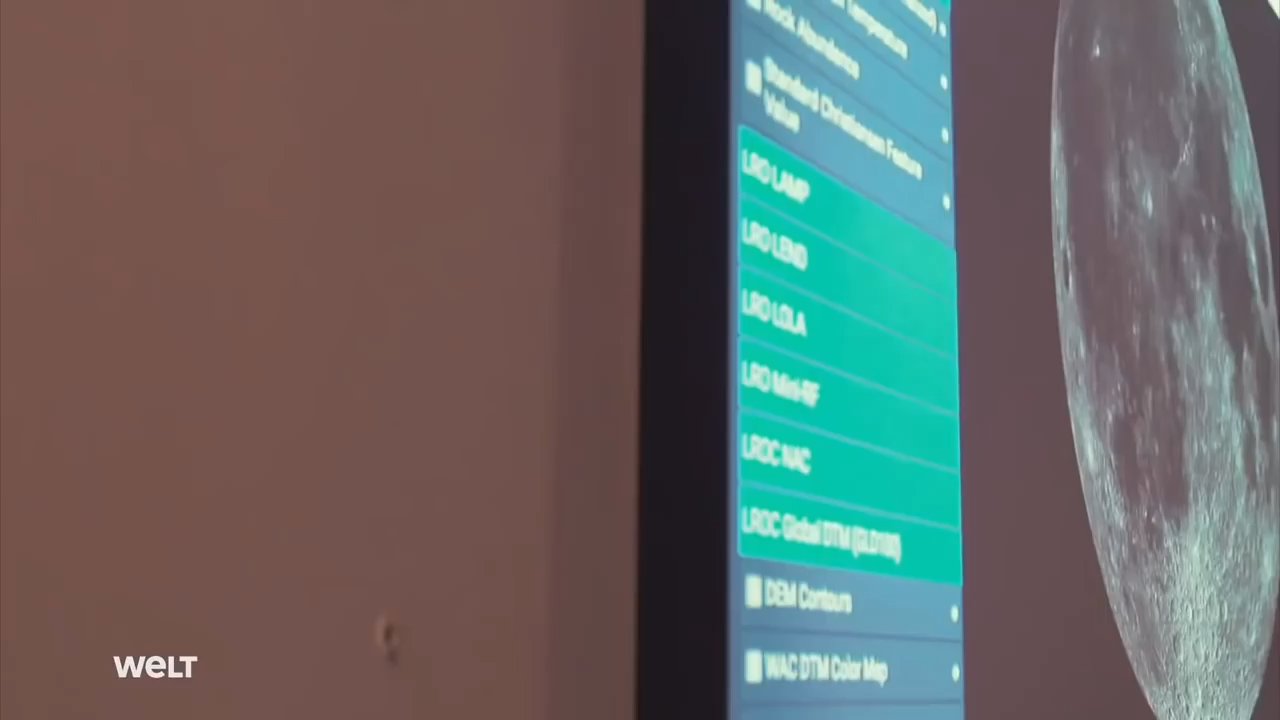 Temperature
Rock Abundance
Standard Christiansen Feature
Value
LRO LAMP
LRO LEND
LRO LOLA
LRO Mini-RF
LROC NAC
LROC Global DTM (GLD100)
DEM Contours
WAC DTM Color Map
WELT